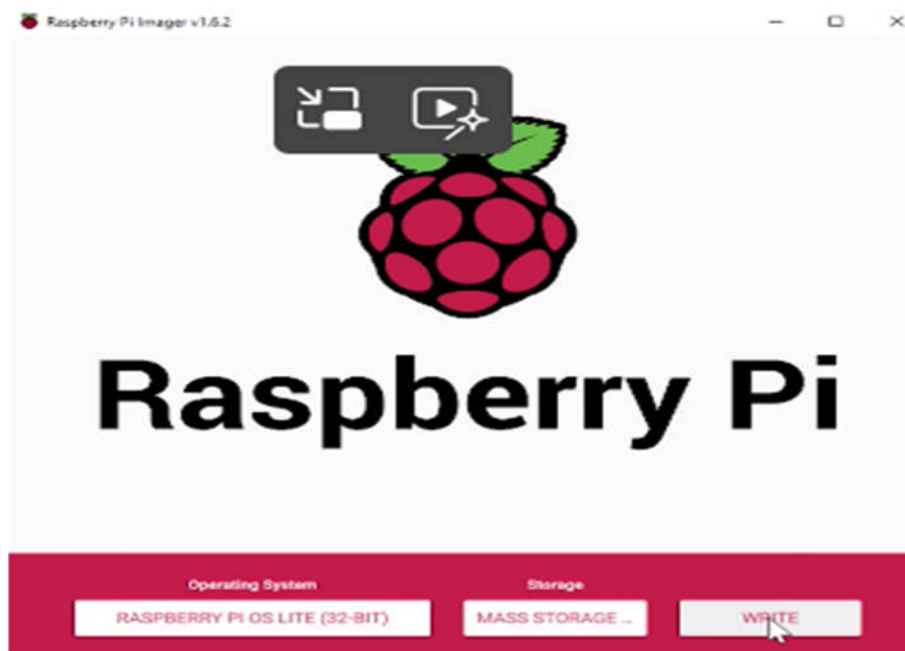 Raspberry Pi Imager v1.6.2
Raspberry Pi
Operating System
Storage
RASPBERRY PI OS LITE (32-BIT)
MASS STORAGE ...
WRITE